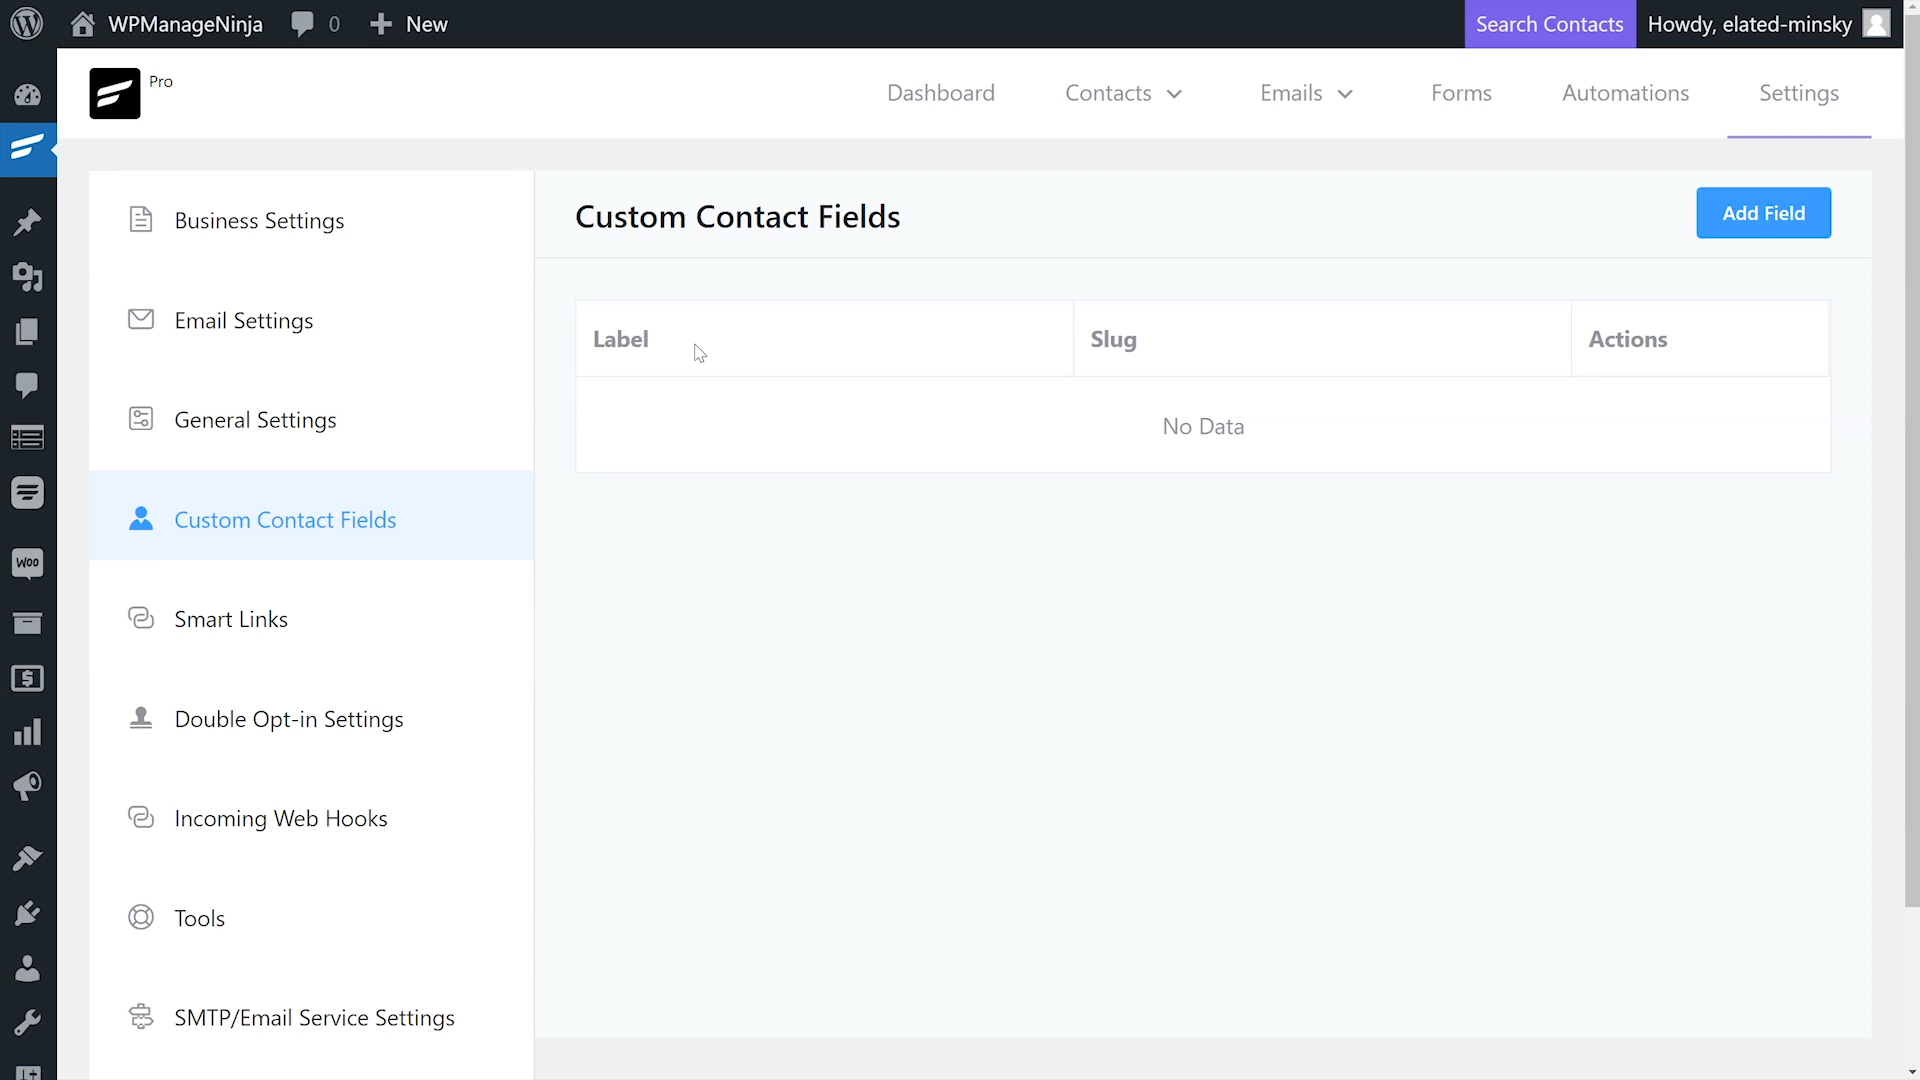 WPManageNinja
0
New
Search Contacts
Howdy, elated-minsky
Pro
Dashboard
Contacts
Emails
Forms
Automations
Settings
Business Settings
Email Settings
General Settings
Custom Contact Fields
Smart Links
Double Opt-in Settings
Incoming Web Hooks
Tools
SMTP/Email Service Settings
Custom Contact Fields
Add Field
Label
Slug
Actions
No Data
Woo